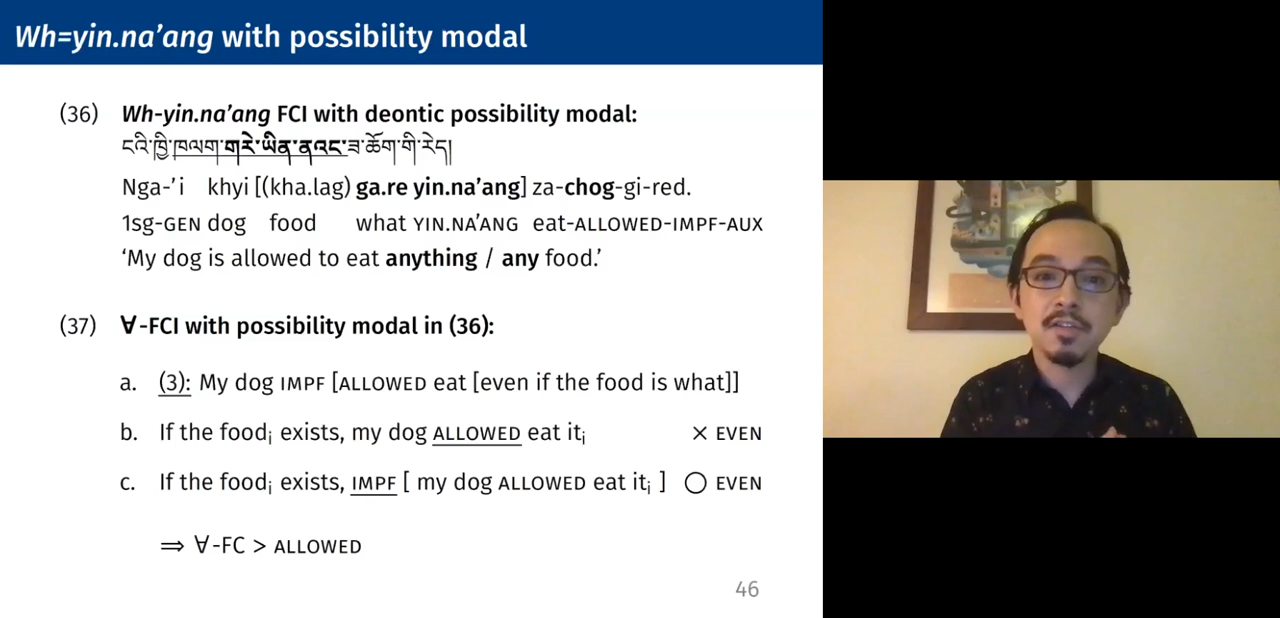 Wh=yin.na’ang with possibility modal
(36) Wh-yin.na’ang FCI with deontic possibility modal:
ངའི་ཁྱི་ཁ་ལག་ག་རེ་ཡིན་ནའང་ཟ་ཆོག་གི་རེད།
Nga-’i khyi [(kha.lag) ga.re yin.na’ang] za-chog-gi-red.
1sg-GEN dog food what YIN.NA’ANG eat-ALLOWED-IMPF-AUX
‘My dog is allowed to eat anything / any food.’
(37) ∀-FCI with possibility modal in (36):
a. (3): My dog IMPF [ALLOWED eat [even if the food is what]]
b. If the foodᵢ exists, my dog ALLOWED eat itᵢ × EVEN
c. If the foodᵢ exists, IMPF [ my dog ALLOWED eat itᵢ ] ○ EVEN
⟹ ∀-FC > ALLOWED
46